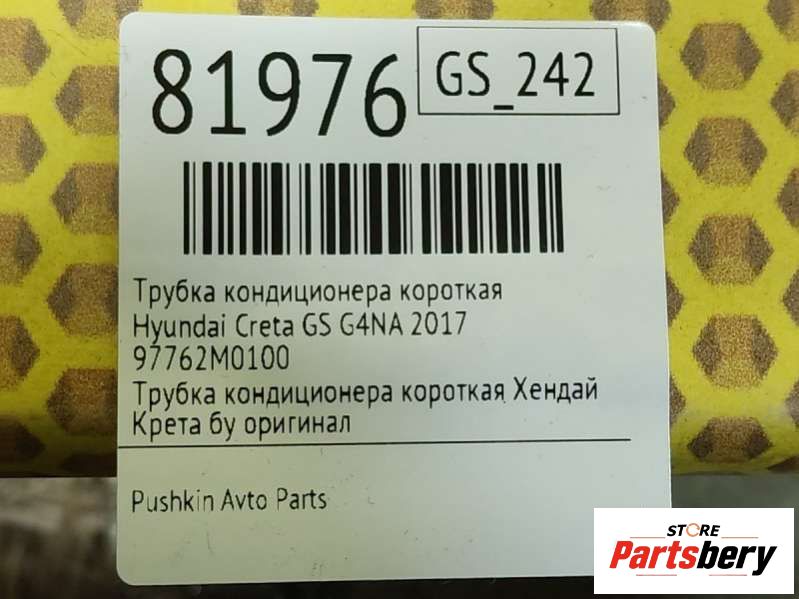 81976
GS_242
Трубка кондиционера короткая
Hyundai Creta GS G4NA 2017
97762M0100
Трубка кондиционера короткая Хендай
Крета бу оригинал
Pushkin Avto Parts
STORE
Partsbery